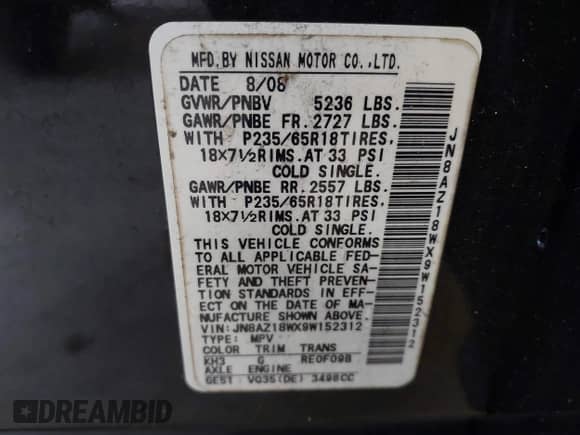 MFD.BY NISSAN MOTOR CO.,LTD.
DATE 8/08
GVWR/PNBV 5236 LBS.
GAWR/PNBE FR.2727 LBS.
WITH P235/65R18TIRES,
18×7½RIMS.AT 33 PSI
COLD SINGLE.
GAWR/PNBE RR.2557 LBS.
WITH P235/65R18TIRES,
18×7½RIMS.AT 33 PSI
COLD SINGLE.
THIS VEHICLE CONFORMS
TO ALL APPLICABLE FED-
ERAL MOTOR VEHICLE SA-
FETY AND THEFT PREVEN-
TION STANDARDS IN EFF-
ECT ON THE DATE OF MA-
NUFACTURE SHOWN ABOVE.
VIN:JN8AZ18WX9W152312
TYPE: MPV
COLOR TRIM TRANS
KH3 G RE0F09B
AXLE ENGINE
GE51 VQ35(DE) 3498CC
JN8AZ18WX9W152312
DREAMBID